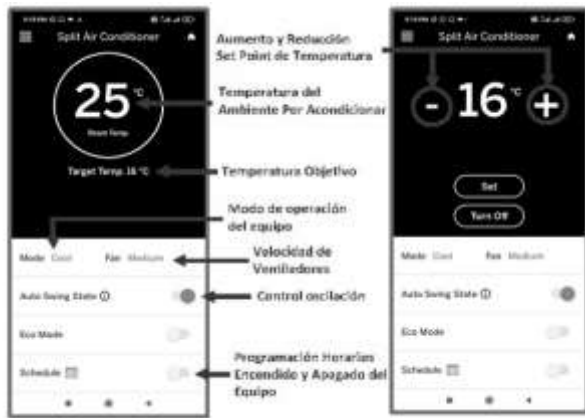 Split Air Conditioner
25 °C
Room Temp
Target Temp. 16 °C
Mode Cool Fan Medium
Auto Swing State
Eco Mode
Schedule
Aumento y Reducción
Set Point de Temperatura
Temperatura del
Ambiente Por Acondicionar
Temperatura Objetivo
Modo de operación
del equipo
Velocidad de
Ventiladores
Control oscilación
Programación Horarios
Encendido y Apagado del
Equipo
Split Air Conditioner
- 16 °C +
Set
Turn Off
Mode Cool Fan Medium
Auto Swing State
Eco Mode
Schedule